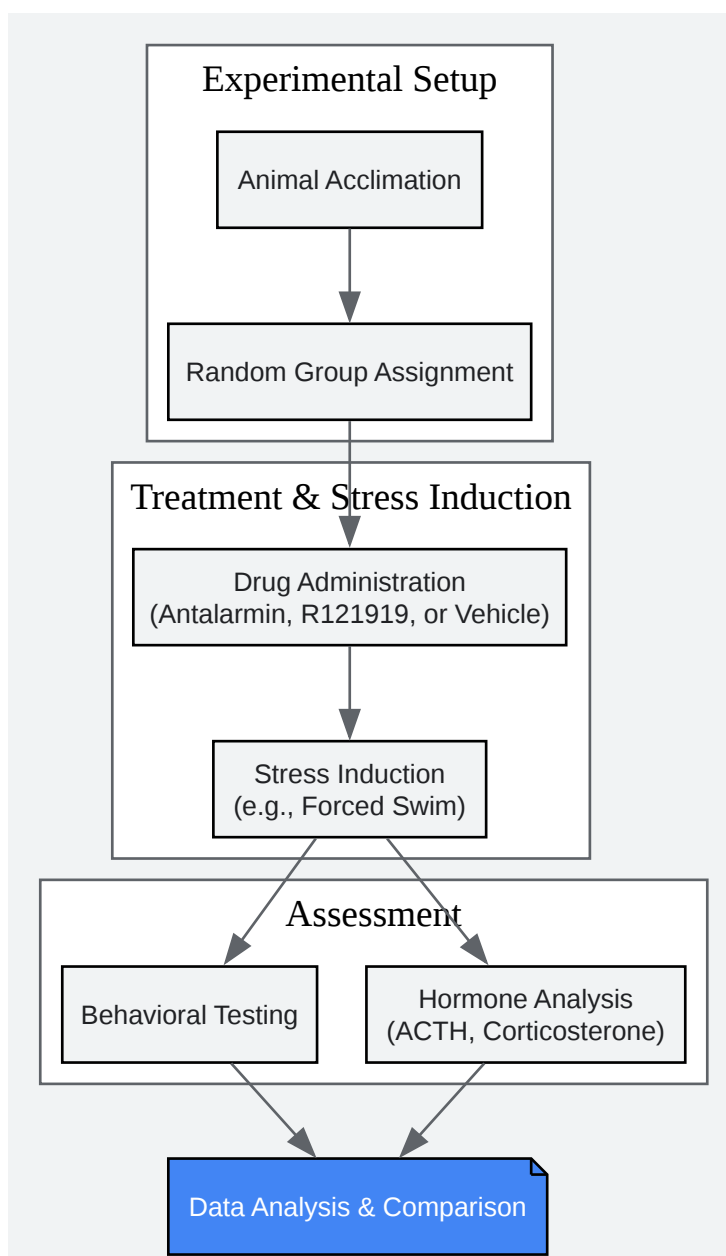 Experimental Setup
Animal Acclimation
Random Group Assignment
Treatment & Stress Induction
Drug Administration
(Antalarmin, R121919, or Vehicle)
Stress Induction
(e.g., Forced Swim)
Assessment
Behavioral Testing
Hormone Analysis
(ACTH, Corticosterone)
Data Analysis & Comparison